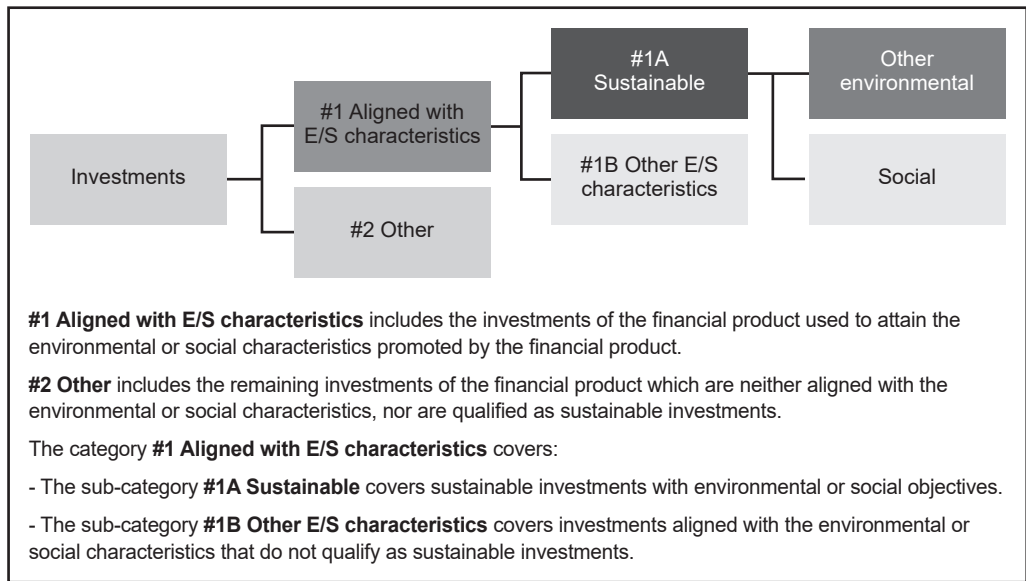 Investments
#1 Aligned with
E/S characteristics
#2 Other
#1A
Sustainable
#1B Other E/S
characteristics
Other
environmental
Social
#1 Aligned with E/S characteristics includes the investments of the financial product used to attain the
environmental or social characteristics promoted by the financial product.
#2 Other includes the remaining investments of the financial product which are neither aligned with the
environmental or social characteristics, nor are qualified as sustainable investments.
The category #1 Aligned with E/S characteristics covers:
- The sub-category #1A Sustainable covers sustainable investments with environmental or social objectives.
- The sub-category #1B Other E/S characteristics covers investments aligned with the environmental or
social characteristics that do not qualify as sustainable investments.